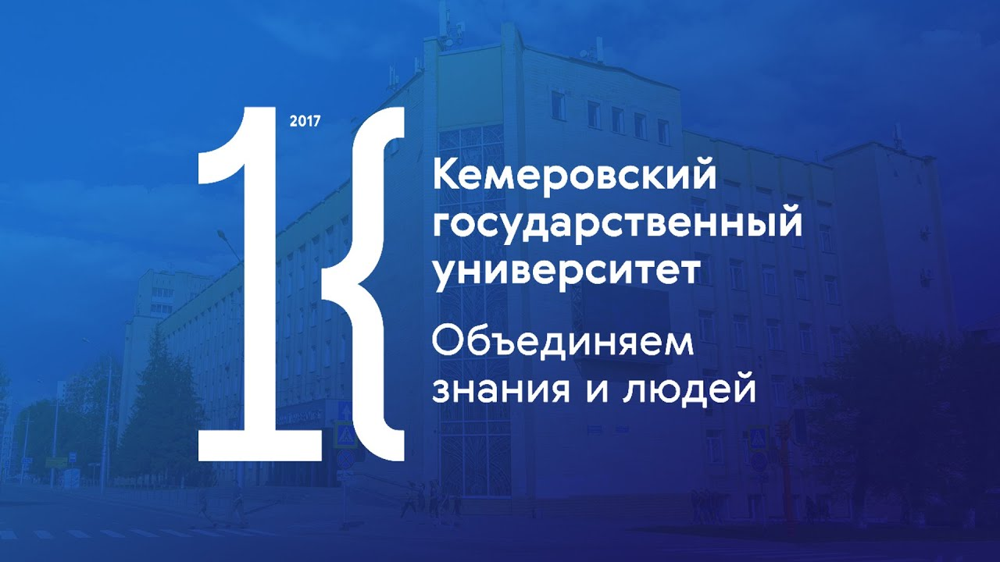 2017
Кемеровский
государственный
университет
Объединяем
знания и людей